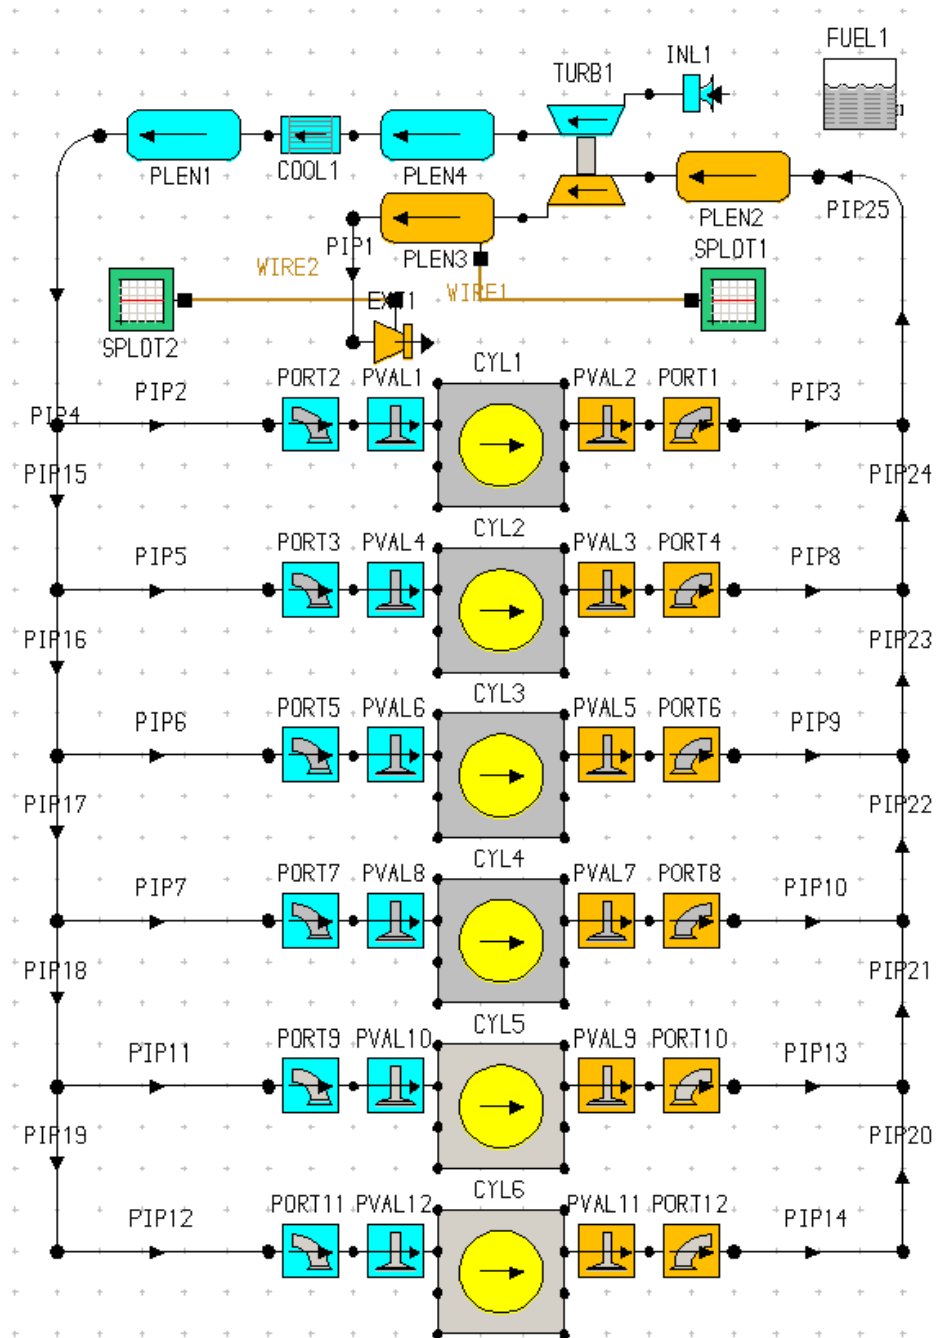 FUEL1
INL1
TURB1
PLEN1
COOL1
PLEN4
PLEN2
PIP25
PIP1
PLEN3
SPLOT1
WIRE2
WIRE1
EXT1
SPLOT2
CYL1
PIP2
PORT2
PVAL1
PVAL2
PORT1
PIP3
PIP4
PIP15
PIP24
CYL2
PIP5
PORT3
PVAL4
PVAL3
PORT4
PIP8
PIP16
PIP23
CYL3
PIP6
PORT5
PVAL6
PVAL5
PORT6
PIP9
PIP17
PIP22
CYL4
PIP7
PORT7
PVAL8
PVAL7
PORT8
PIP10
PIP18
PIP21
CYL5
PIP11
PORT9
PVAL10
PVAL9
PORT10
PIP13
PIP19
PIP20
CYL6
PIP12
PORT11
PVAL12
PVAL11
PORT12
PIP14